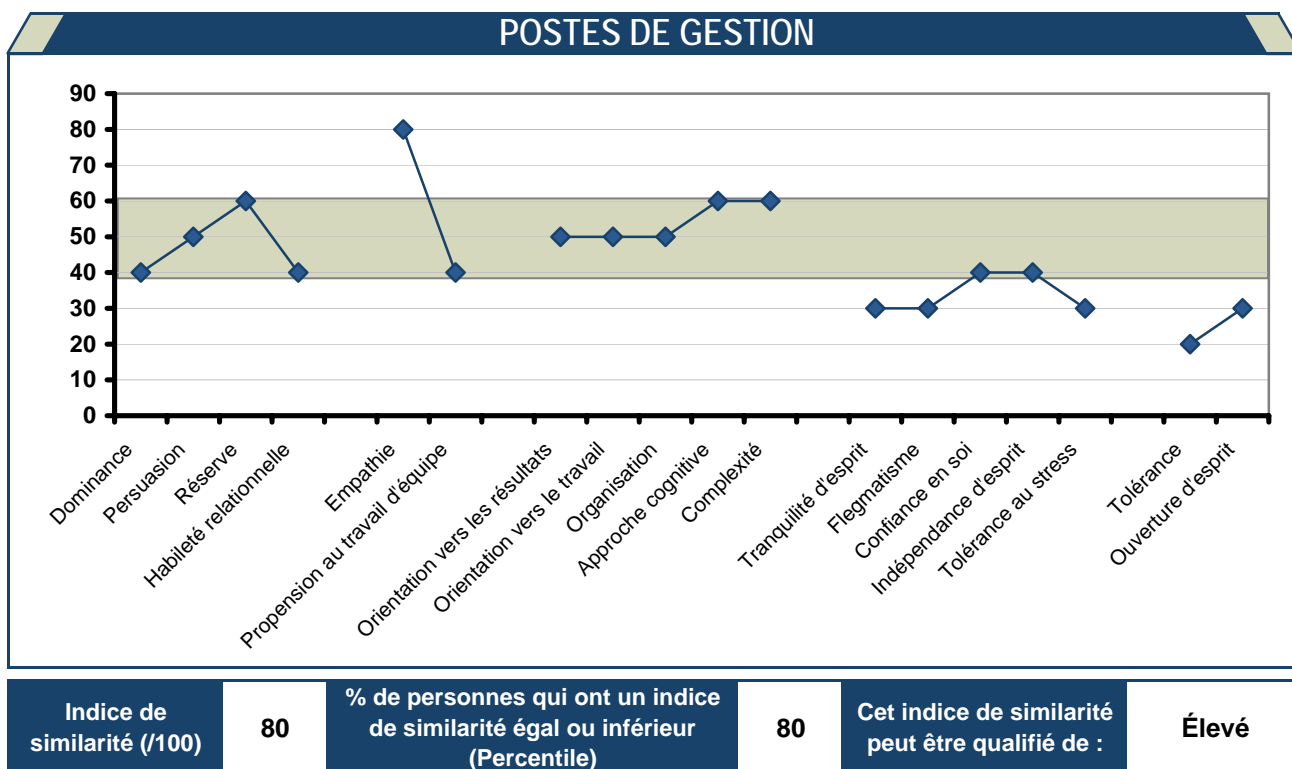 POSTES DE GESTION
90
80
70
60
50
40
30
20
10
0
Dominance
Persuasion
Réserve
Habileté relationnelle
Empathie
Propension au travail d'équipe
Orientation vers les résultats
Orientation vers le travail
Organisation
Approche cognitive
Complexité
Tranquilité d'esprit
Flegmatisme
Confiance en soi
Indépendance d'esprit
Tolérance au stress
Tolérance
Ouverture d'esprit
Indice de
similarité (/100)
80
% de personnes qui ont un indice
de similarité égal ou inférieur
(Percentile)
80
Cet indice de similarité
peut être qualifié de :
Élevé